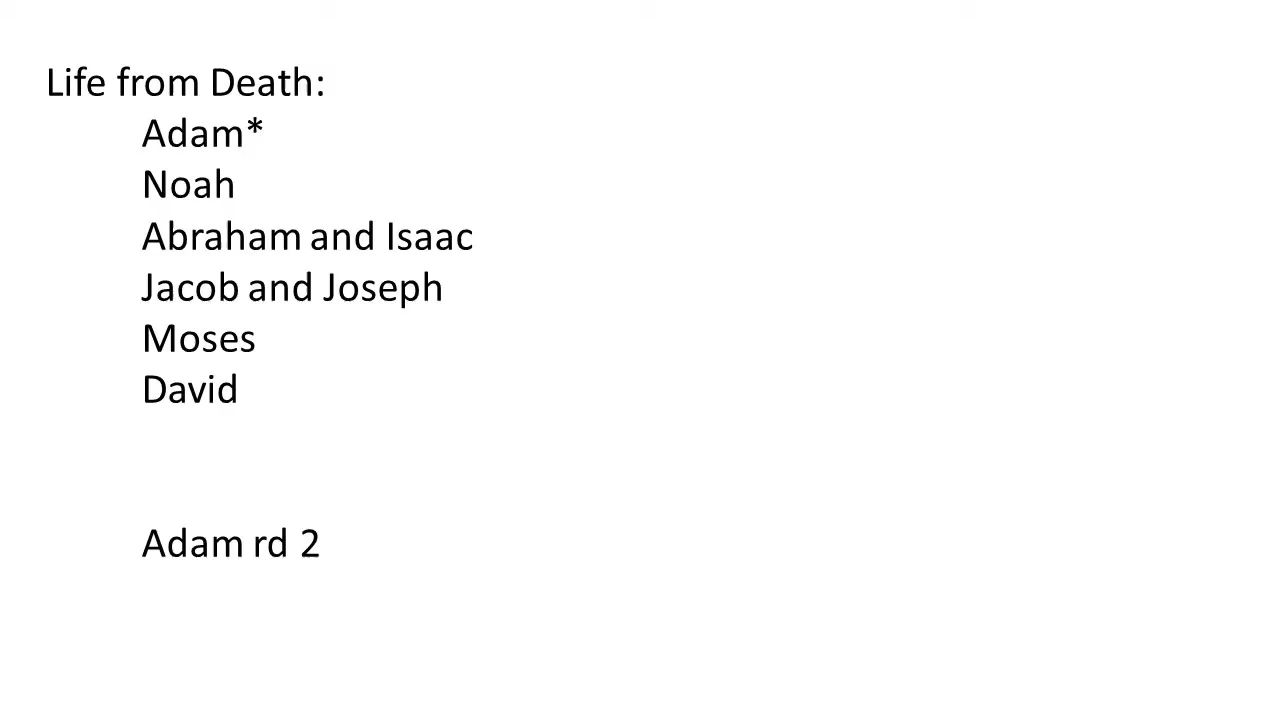 Life from Death:
Adam*
Noah
Abraham and Isaac
Jacob and Joseph
Moses
David
Adam rd 2